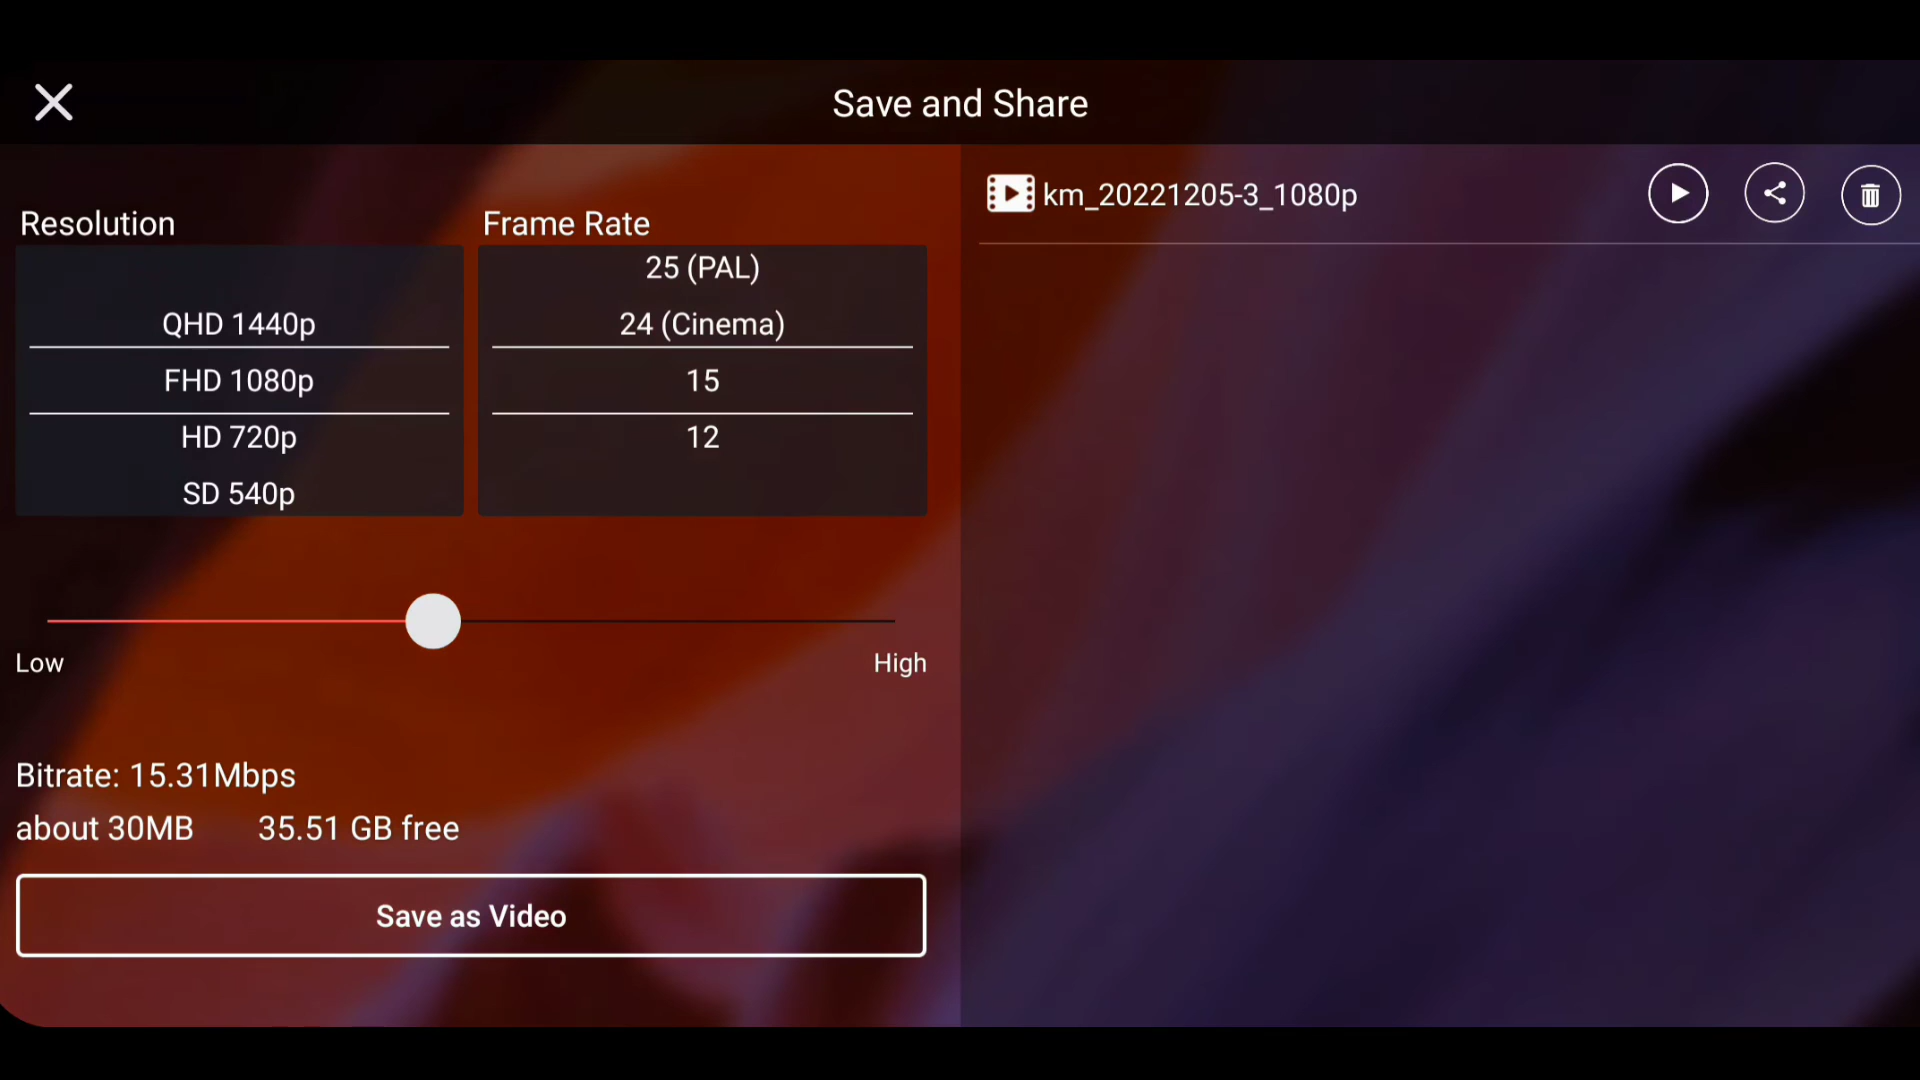 Save and Share
Resolution
QHD 1440p
FHD 1080p
HD 720p
SD 540p
Frame Rate
25 (PAL)
24 (Cinema)
15
12
Low
High
Bitrate: 15.31Mbps
about 30MB 35.51 GB free
Save as Video
km_20221205-3_1080p